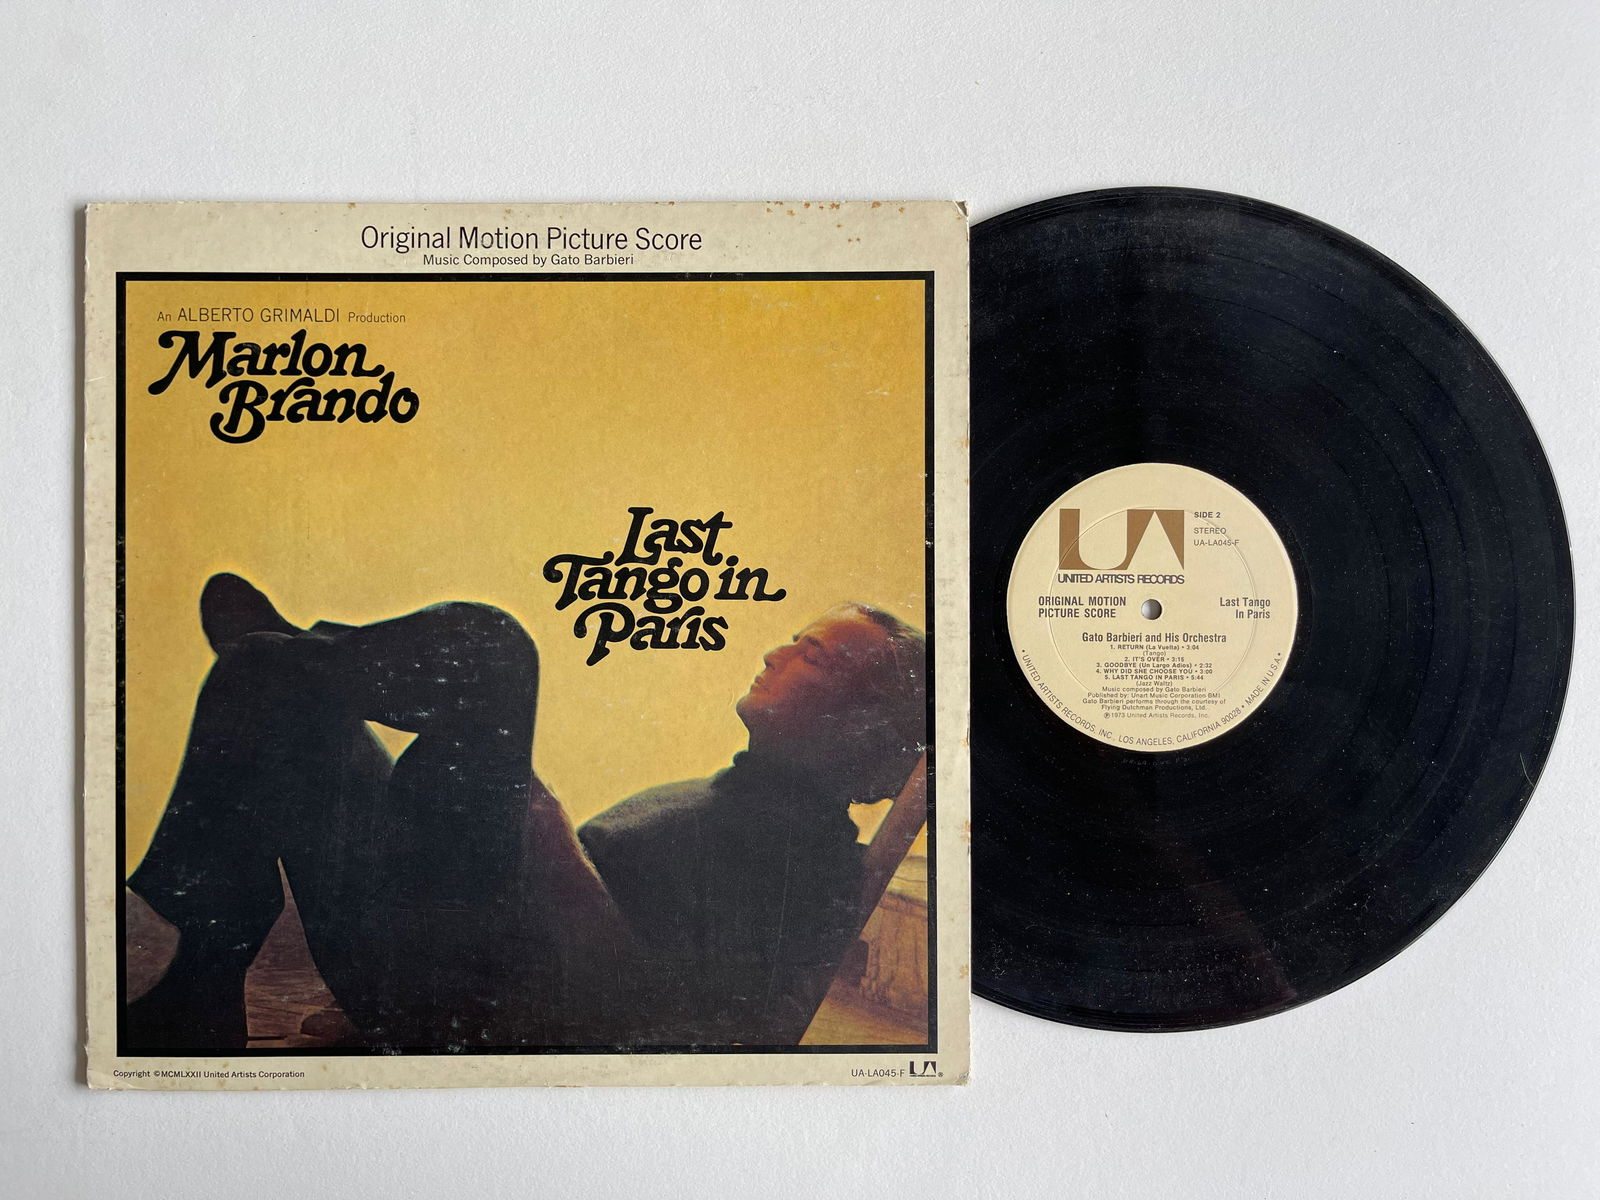 Original Motion Picture Score
Music Composed by Gato Barbieri
An ALBERTO GRIMALDI Production
Marlon
Brando
Last
Tango in
Paris
Copyright ©MCMLXXII United Artists Corporation
UA-LA045-F UA ®
UA
SIDE 2
STEREO
UA-LA045-F
UNITED ARTISTS RECORDS
ORIGINAL MOTION
PICTURE SCORE
Last Tango
In Paris
Gato Barbieri and His Orchestra
1. RETURN (La Vuelta) • 3:04
(Tango)
2. IT'S OVER • 3:15
3. GOODBYE (Un Largo Adios) • 2:32
4. WHY DID SHE CHOOSE YOU • 3:00
5. LAST TANGO IN PARIS • 5:44
(Jazz Waltz)
Music composed by Gato Barbieri
Published by: Unart Music Corporation BMI
Gato Barbieri performs through the courtesy of
Flying Dutchman Productions, Ltd.
℗1973 United Artists Records, Inc.
• UNITED ARTISTS RECORDS, INC., LOS ANGELES, CALIFORNIA 90028 • MADE IN U.S.A. •